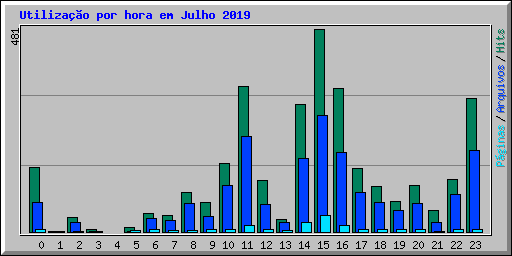 Utilização por hora em Julho 2019
481
Páginas / Arquivos / Hits
0 1 2 3 4 5 6 7 8 9 10 11 12 13 14 15 16 17 18 19 20 21 22 23